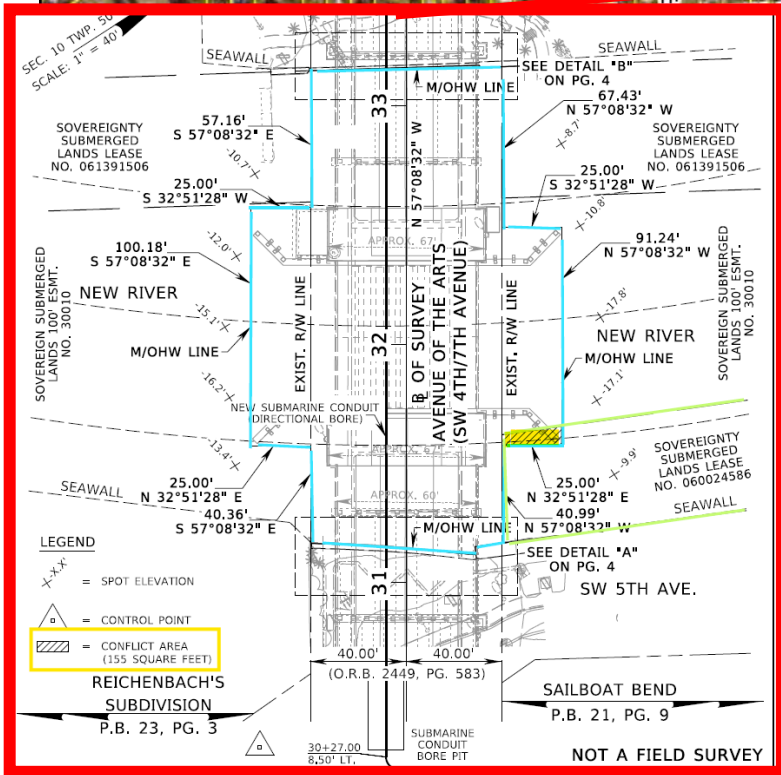 SEC. 10 TWP. 50
SCALE: 1" = 40'
SEAWALL
SEAWALL
SEE DETAIL "B"
ON PG. 4
M/OHW LINE
33
57.16'
S 57°08'32" E
67.43'
N 57°08'32" W
SOVEREIGNTY
SUBMERGED
LANDS LEASE
NO. 061391506
SOVEREIGNTY
SUBMERGED
LANDS LEASE
NO. 061391506
-10.7'
-8.7'
N 57°08'32" W
25.00'
S 32°51'28" W
25.00'
S 32°51'28" W
-10.8'
-12.0'
APPROX. 67'
100.18'
S 57°08'32" E
91.24'
N 57°08'32" W
SOVEREIGN SUBMERGED
LANDS 100' ESMT.
NO. 30010
SOVEREIGN SUBMERGED
LANDS 100' ESMT.
NO. 30010
NEW RIVER
NEW RIVER
-15.1'
-17.8'
M/OHW LINE
M/OHW LINE
EXIST. R/W LINE
EXIST. R/W LINE
32
B OF SURVEY
AVENUE OF THE ARTS
(SW 4TH/7TH AVENUE)
-16.2'
-17.1'
NEW SUBMARINE CONDUIT
(DIRECTIONAL BORE)
-13.4'
APPROX. 67'
-9.9'
SOVEREIGNTY
SUBMERGED
LANDS LEASE
NO. 060024586
SEAWALL
SEAWALL
25.00'
N 32°51'28" E
25.00'
N 32°51'28" E
APPROX. 60'
40.36'
S 57°08'32" E
40.99'
N 57°08'32" W
M/OHW LINE
SEE DETAIL "A"
ON PG. 4
31
SW 5TH AVE.
LEGEND
-X.X' = SPOT ELEVATION
= CONTROL POINT
= CONFLICT AREA
(155 SQUARE FEET)
40.00' 40.00'
(O.R.B. 2449, PG. 583)
REICHENBACH'S
SUBDIVISION
P.B. 23, PG. 3
SAILBOAT BEND
P.B. 21, PG. 9
30+27.00
8.50' LT.
SUBMARINE
CONDUIT
BORE PIT
NOT A FIELD SURVEY